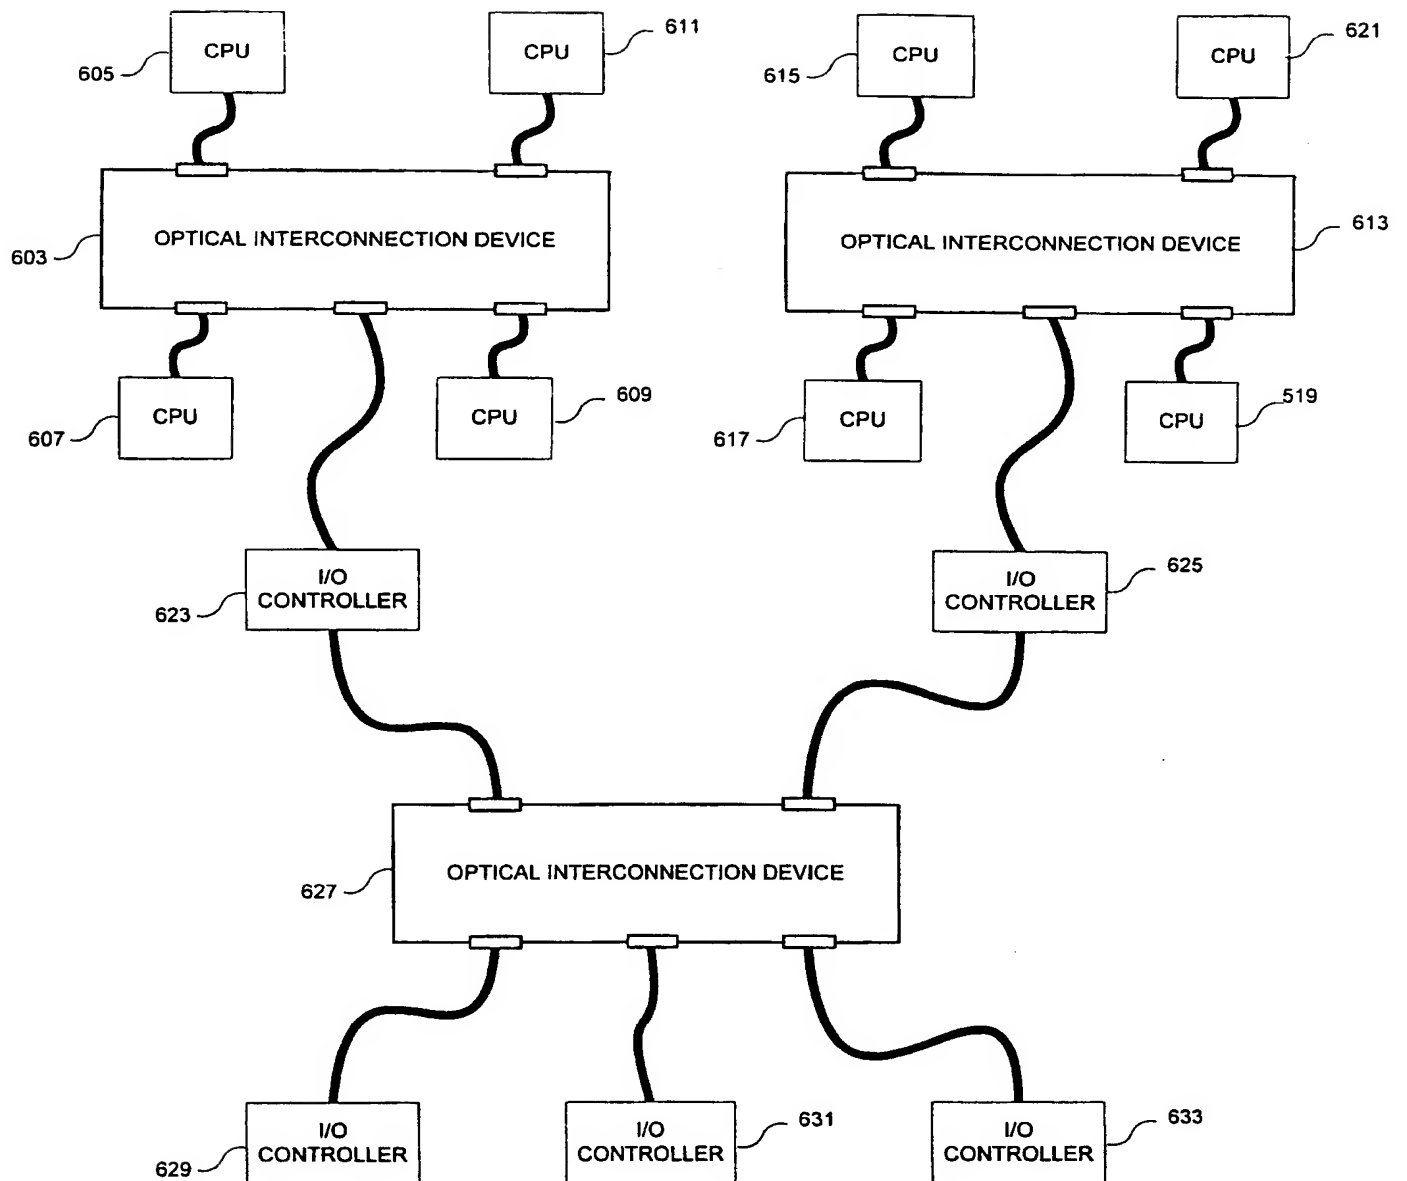 CPU
605
CPU
611
CPU
615
CPU
621
OPTICAL INTERCONNECTION DEVICE
603
OPTICAL INTERCONNECTION DEVICE
613
CPU
607
CPU
609
CPU
617
CPU
519
I/O
CONTROLLER
623
I/O
CONTROLLER
625
OPTICAL INTERCONNECTION DEVICE
627
I/O
CONTROLLER
629
I/O
CONTROLLER
631
I/O
CONTROLLER
633